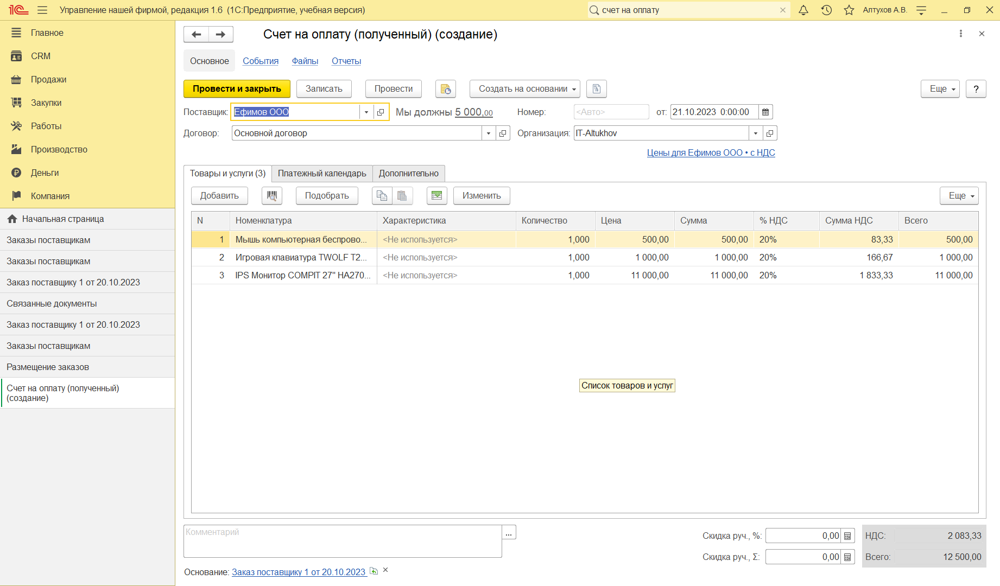 1С Управление нашей фирмой, редакция 1.6 (1С:Предприятие, учебная версия) счет на оплату Алтухов А.В.
Главное
CRM
Продажи
Закупки
Работы
Производство
Деньги
Компания
Начальная страница
Заказы поставщикам
Заказы поставщикам
Заказ поставщику 1 от 20.10.2023
Связанные документы
Заказ поставщику 1 от 20.10.2023
Заказы поставщикам
Размещение заказов
Счет на оплату (полученный)
(создание)
Счет на оплату (полученный) (создание)
Основное События Файлы Отчеты
Провести и закрыть Записать Провести Создать на основании Еще ?
Поставщик: Ефимов ООО Мы должны 5 000,00 Номер: <Авто> от: 21.10.2023 0:00:00
Договор: Основной договор Организация: IT-Altukhov
Цены для Ефимов ООО • с НДС
Товары и услуги (3) Платежный календарь Дополнительно
Добавить Подобрать Изменить Еще
N Номенклатура Характеристика Количество Цена Сумма % НДС Сумма НДС Всего
1 Мышь компьютерная беспрово... <Не используется> 1,000 500,00 500,00 20% 83,33 500,00
2 Игровая клавиатура TWOLF T2... <Не используется> 1,000 1 000,00 1 000,00 20% 166,67 1 000,00
3 IPS Монитор COMPIT 27" HA270... <Не используется> 1,000 11 000,00 11 000,00 20% 1 833,33 11 000,00
Список товаров и услуг
Комментарий ...
Скидка руч., %: 0,00 НДС: 2 083,33
Скидка руч., Σ: 0,00 Всего: 12 500,00
Основание: Заказ поставщику 1 от 20.10.2023